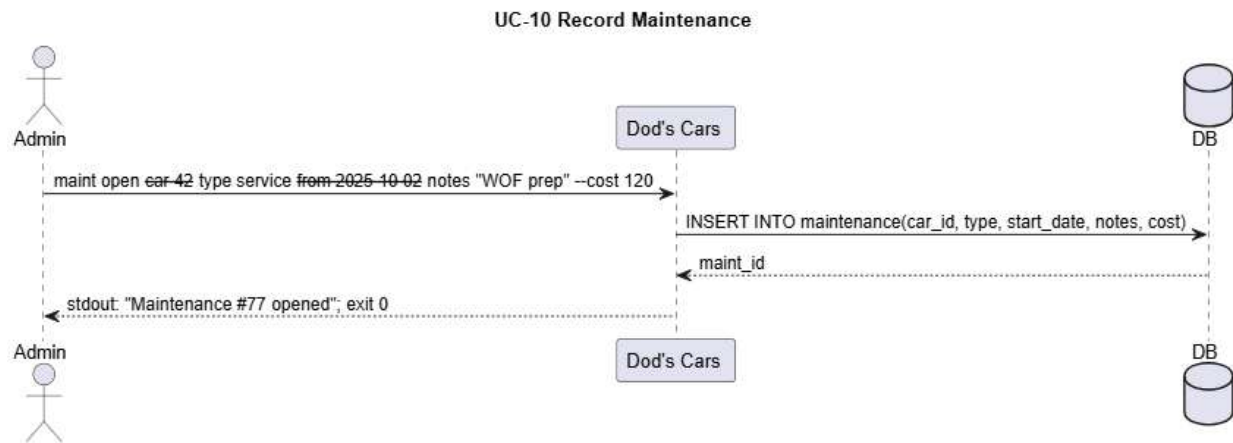 UC-10 Record Maintenance
Admin
Dod's Cars
DB
maint open car 42 type service from 2025-10-02 notes "WOF prep" --cost 120
INSERT INTO maintenance(car_id, type, start_date, notes, cost)
maint_id
stdout: "Maintenance #77 opened"; exit 0
Admin
Dod's Cars
DB